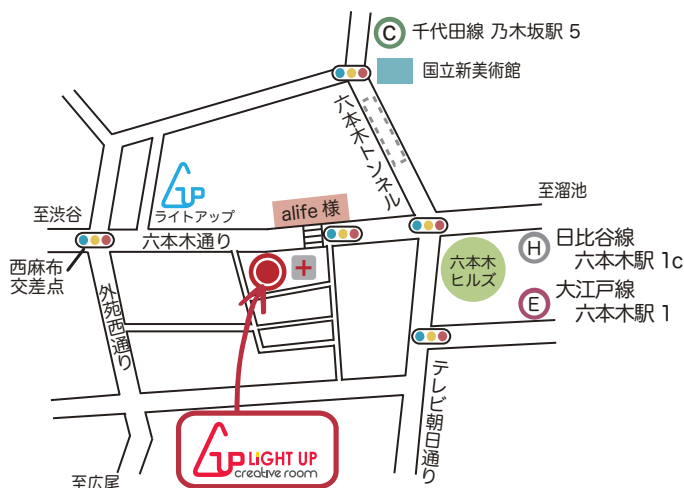 C 千代田線 乃木坂駅 5
国立新美術館
六本木トンネル
UP
ライトアップ
alife 様
至渋谷
至溜池
六本木通り
西麻布
交差点
外苑西通り
六本木
ヒルズ
H 日比谷線
六本木駅 1c
E 大江戸線
六本木駅 1
テレビ朝日通り
UP LiGHT UP
creative room
至広尾